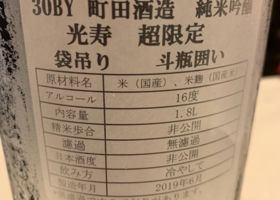 30BY 町田酒造 純米吟醸
光寿 超限定
袋吊り 斗瓶囲い
原材料名 米（国産）、米麹（国産米）
アルコール 16度
内容量 1.8L
精米歩合 非公開
濾過 無濾過
日本酒度 非公開
飲み方 冷やして
製造年月 2019年6月